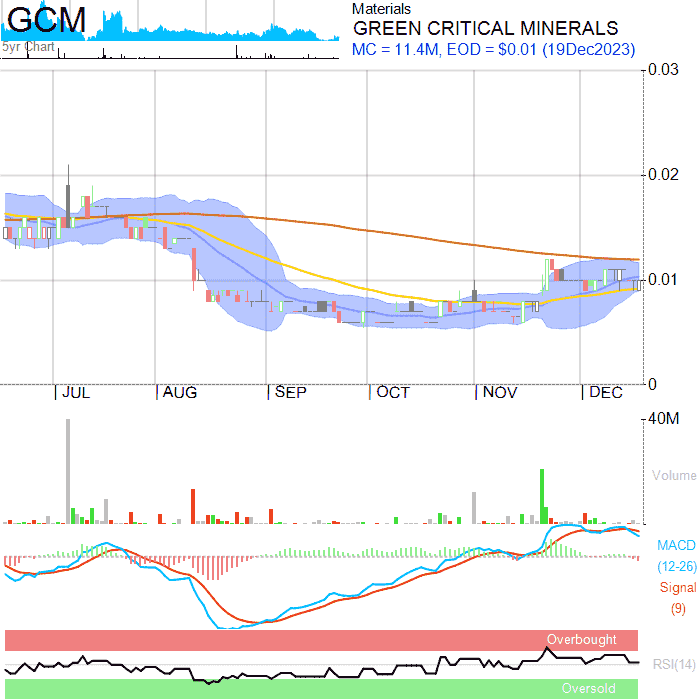 GCM
5yr Chart
Materials
GREEN CRITICAL MINERALS
MC = 11.4M, EOD = $0.01 (19Dec2023)
0.03
0.02
0.01
0
JUL AUG SEP OCT NOV DEC
40M
Volume
MACD
(12-26)
Signal
(9)
Overbought
RSI(14)
Oversold